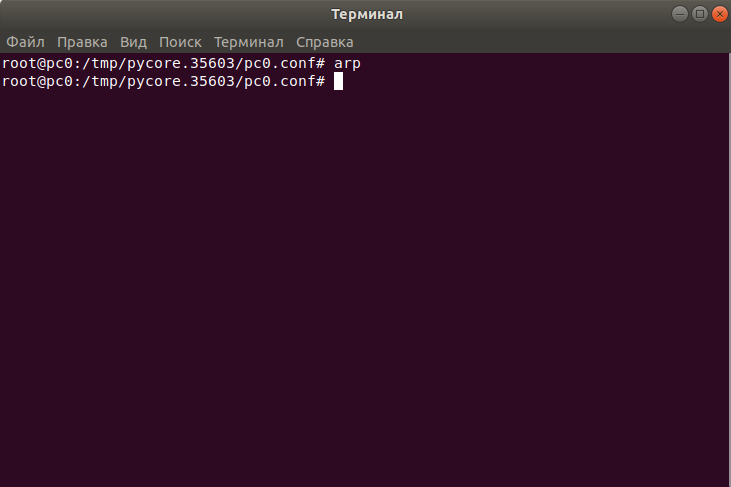 Терминал
Файл Правка Вид Поиск Терминал Справка
root@pc0:/tmp/pycore.35603/pc0.conf# arp
root@pc0:/tmp/pycore.35603/pc0.conf#